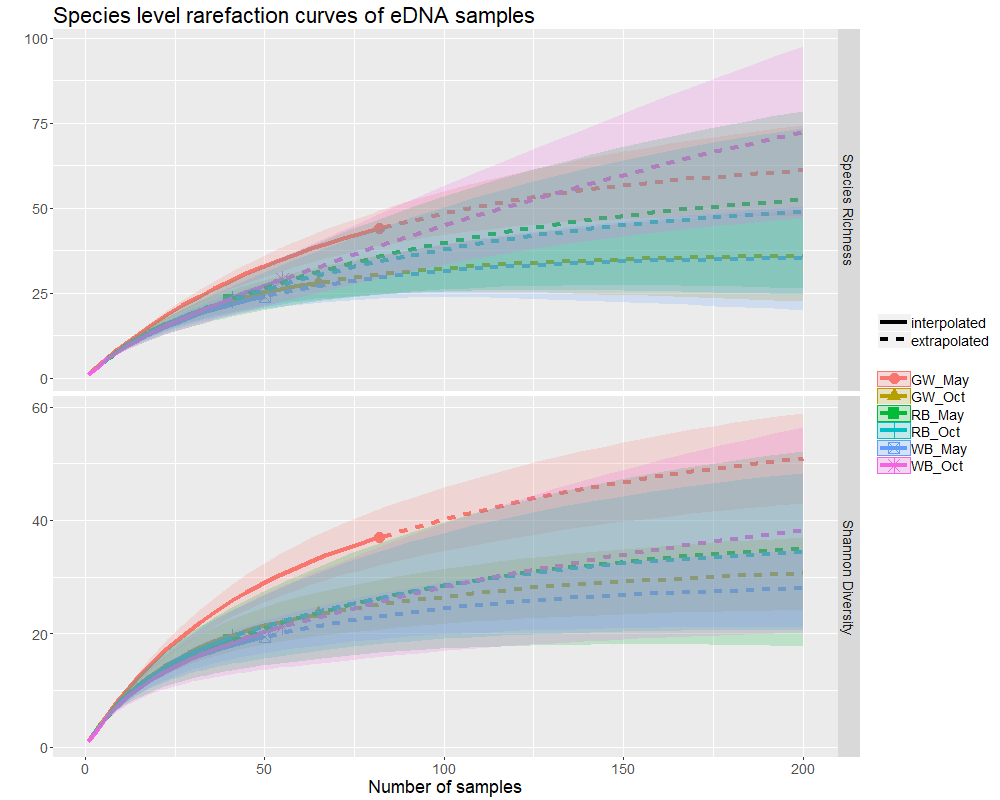 Species level rarefaction curves of eDNA samples
100
75
50
25
0
Species Richness
60
40
20
0
Shannon Diversity
0 50 100 150 200
Number of samples
interpolated
extrapolated
GW_May
GW_Oct
RB_May
RB_Oct
WB_May
WB_Oct